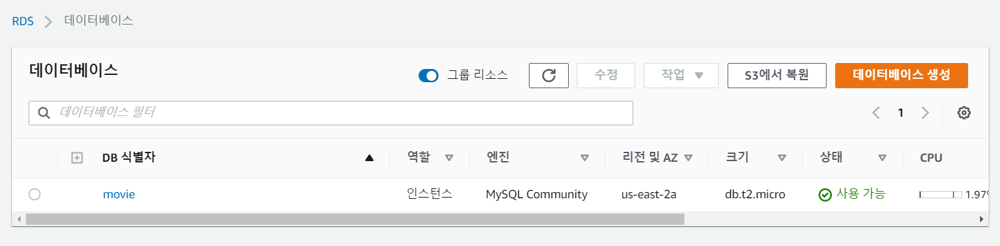 RDS > 데이터베이스
데이터베이스 그룹 리소스 수정 작업 S3에서 복원 데이터베이스 생성
데이터베이스 필터 1
DB 식별자 역할 엔진 리전 및 AZ 크기 상태 CPU
movie 인스턴스 MySQL Community us-east-2a db.t2.micro 사용 가능 1.97%